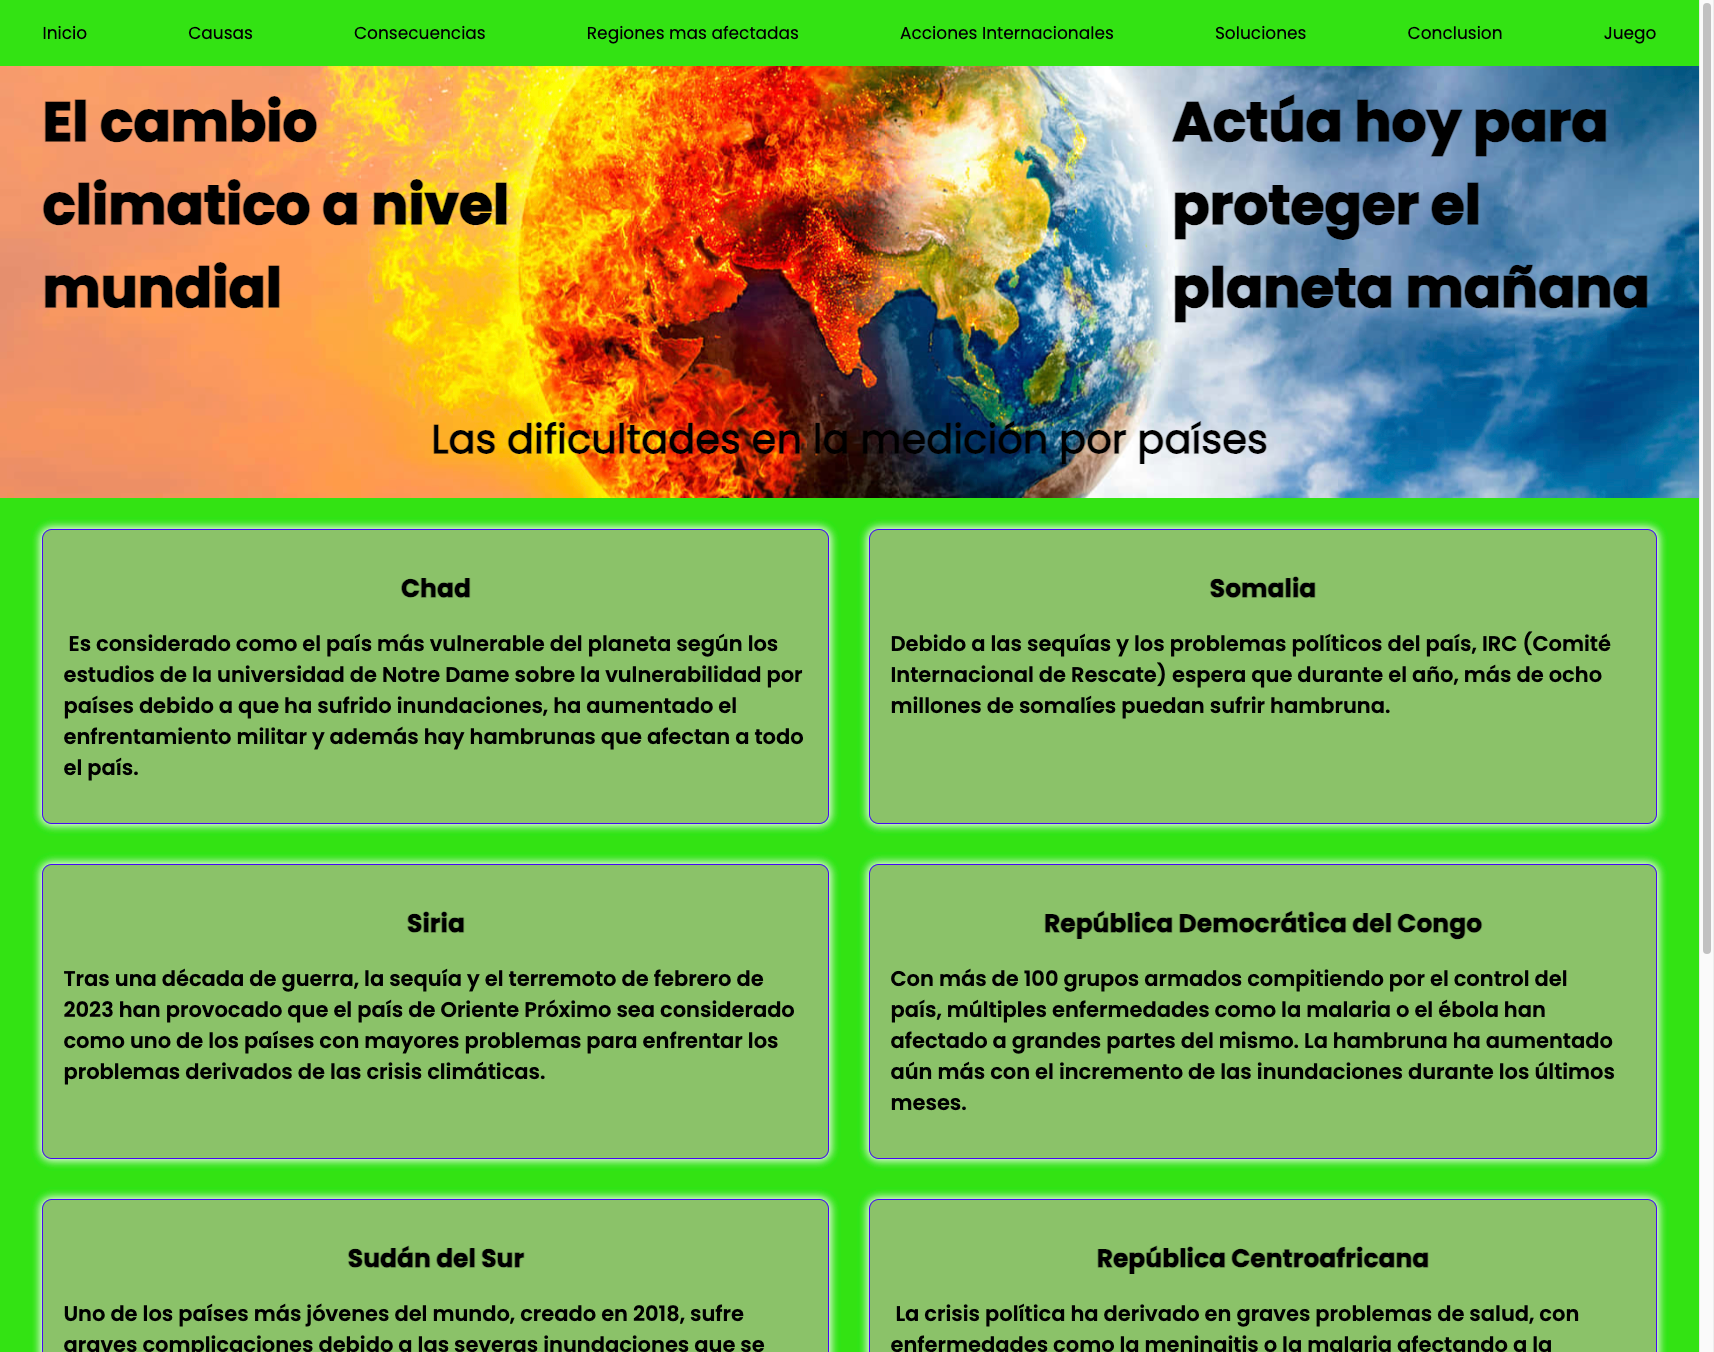 Inicio Causas Consecuencias Regiones mas afectadas Acciones Internacionales Soluciones Conclusion Juego
El cambio
climatico a nivel
mundial
Actúa hoy para
proteger el
planeta mañana
Las dificultades en la medición por países
Chad
Es considerado como el país más vulnerable del planeta según los
estudios de la universidad de Notre Dame sobre la vulnerabilidad por
países debido a que ha sufrido inundaciones, ha aumentado el
enfrentamiento militar y además hay hambrunas que afectan a todo
el país.
Somalia
Debido a las sequías y los problemas políticos del país, IRC (Comité
Internacional de Rescate) espera que durante el año, más de ocho
millones de somalíes puedan sufrir hambruna.
Siria
Tras una década de guerra, la sequía y el terremoto de febrero de
2023 han provocado que el país de Oriente Próximo sea considerado
como uno de los países con mayores problemas para enfrentar los
problemas derivados de las crisis climáticas.
República Democrática del Congo
Con más de 100 grupos armados compitiendo por el control del
país, múltiples enfermedades como la malaria o el ébola han
afectado a grandes partes del mismo. La hambruna ha aumentado
aún más con el incremento de las inundaciones durante los últimos
meses.
Sudán del Sur
Uno de los países más jóvenes del mundo, creado en 2018, sufre
graves complicaciones debido a las severas inundaciones que se
República Centroafricana
La crisis política ha derivado en graves problemas de salud, con
enfermedades como la meningitis o la malaria afectando a la